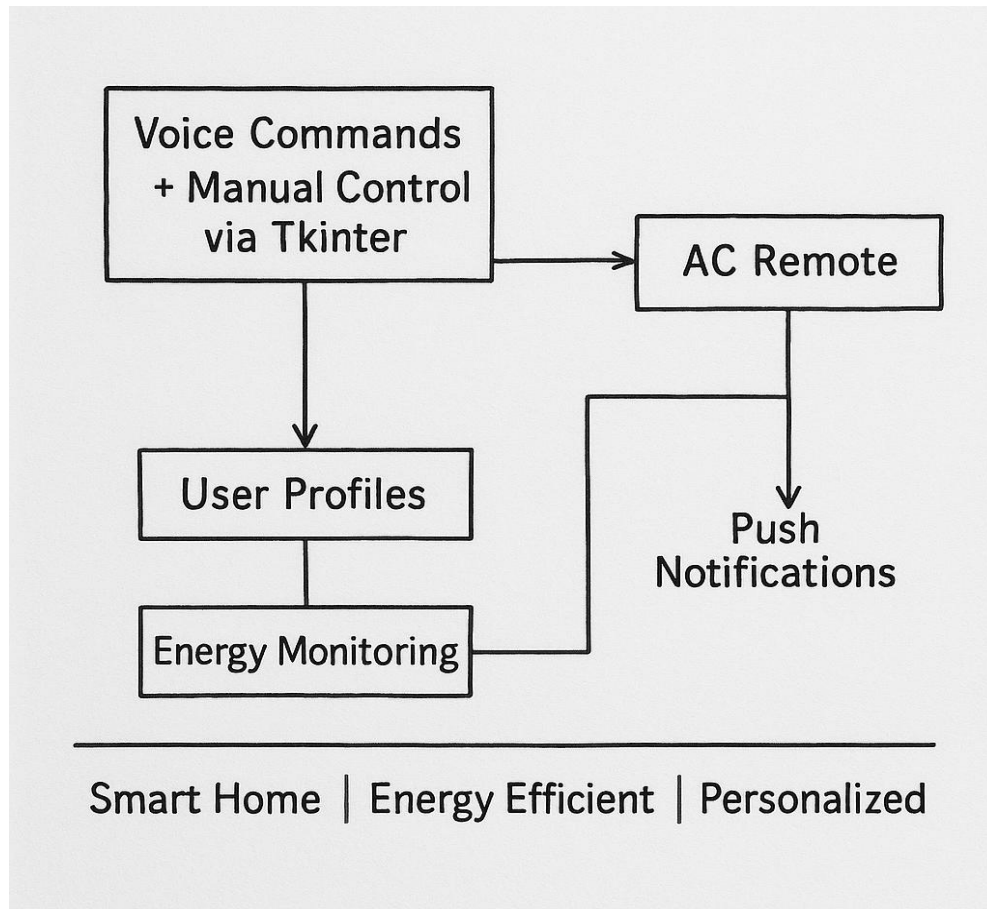 Voice Commands
+ Manual Control
via Tkinter
AC Remote
User Profiles
Push
Notifications
Energy Monitoring
Smart Home | Energy Efficient | Personalized